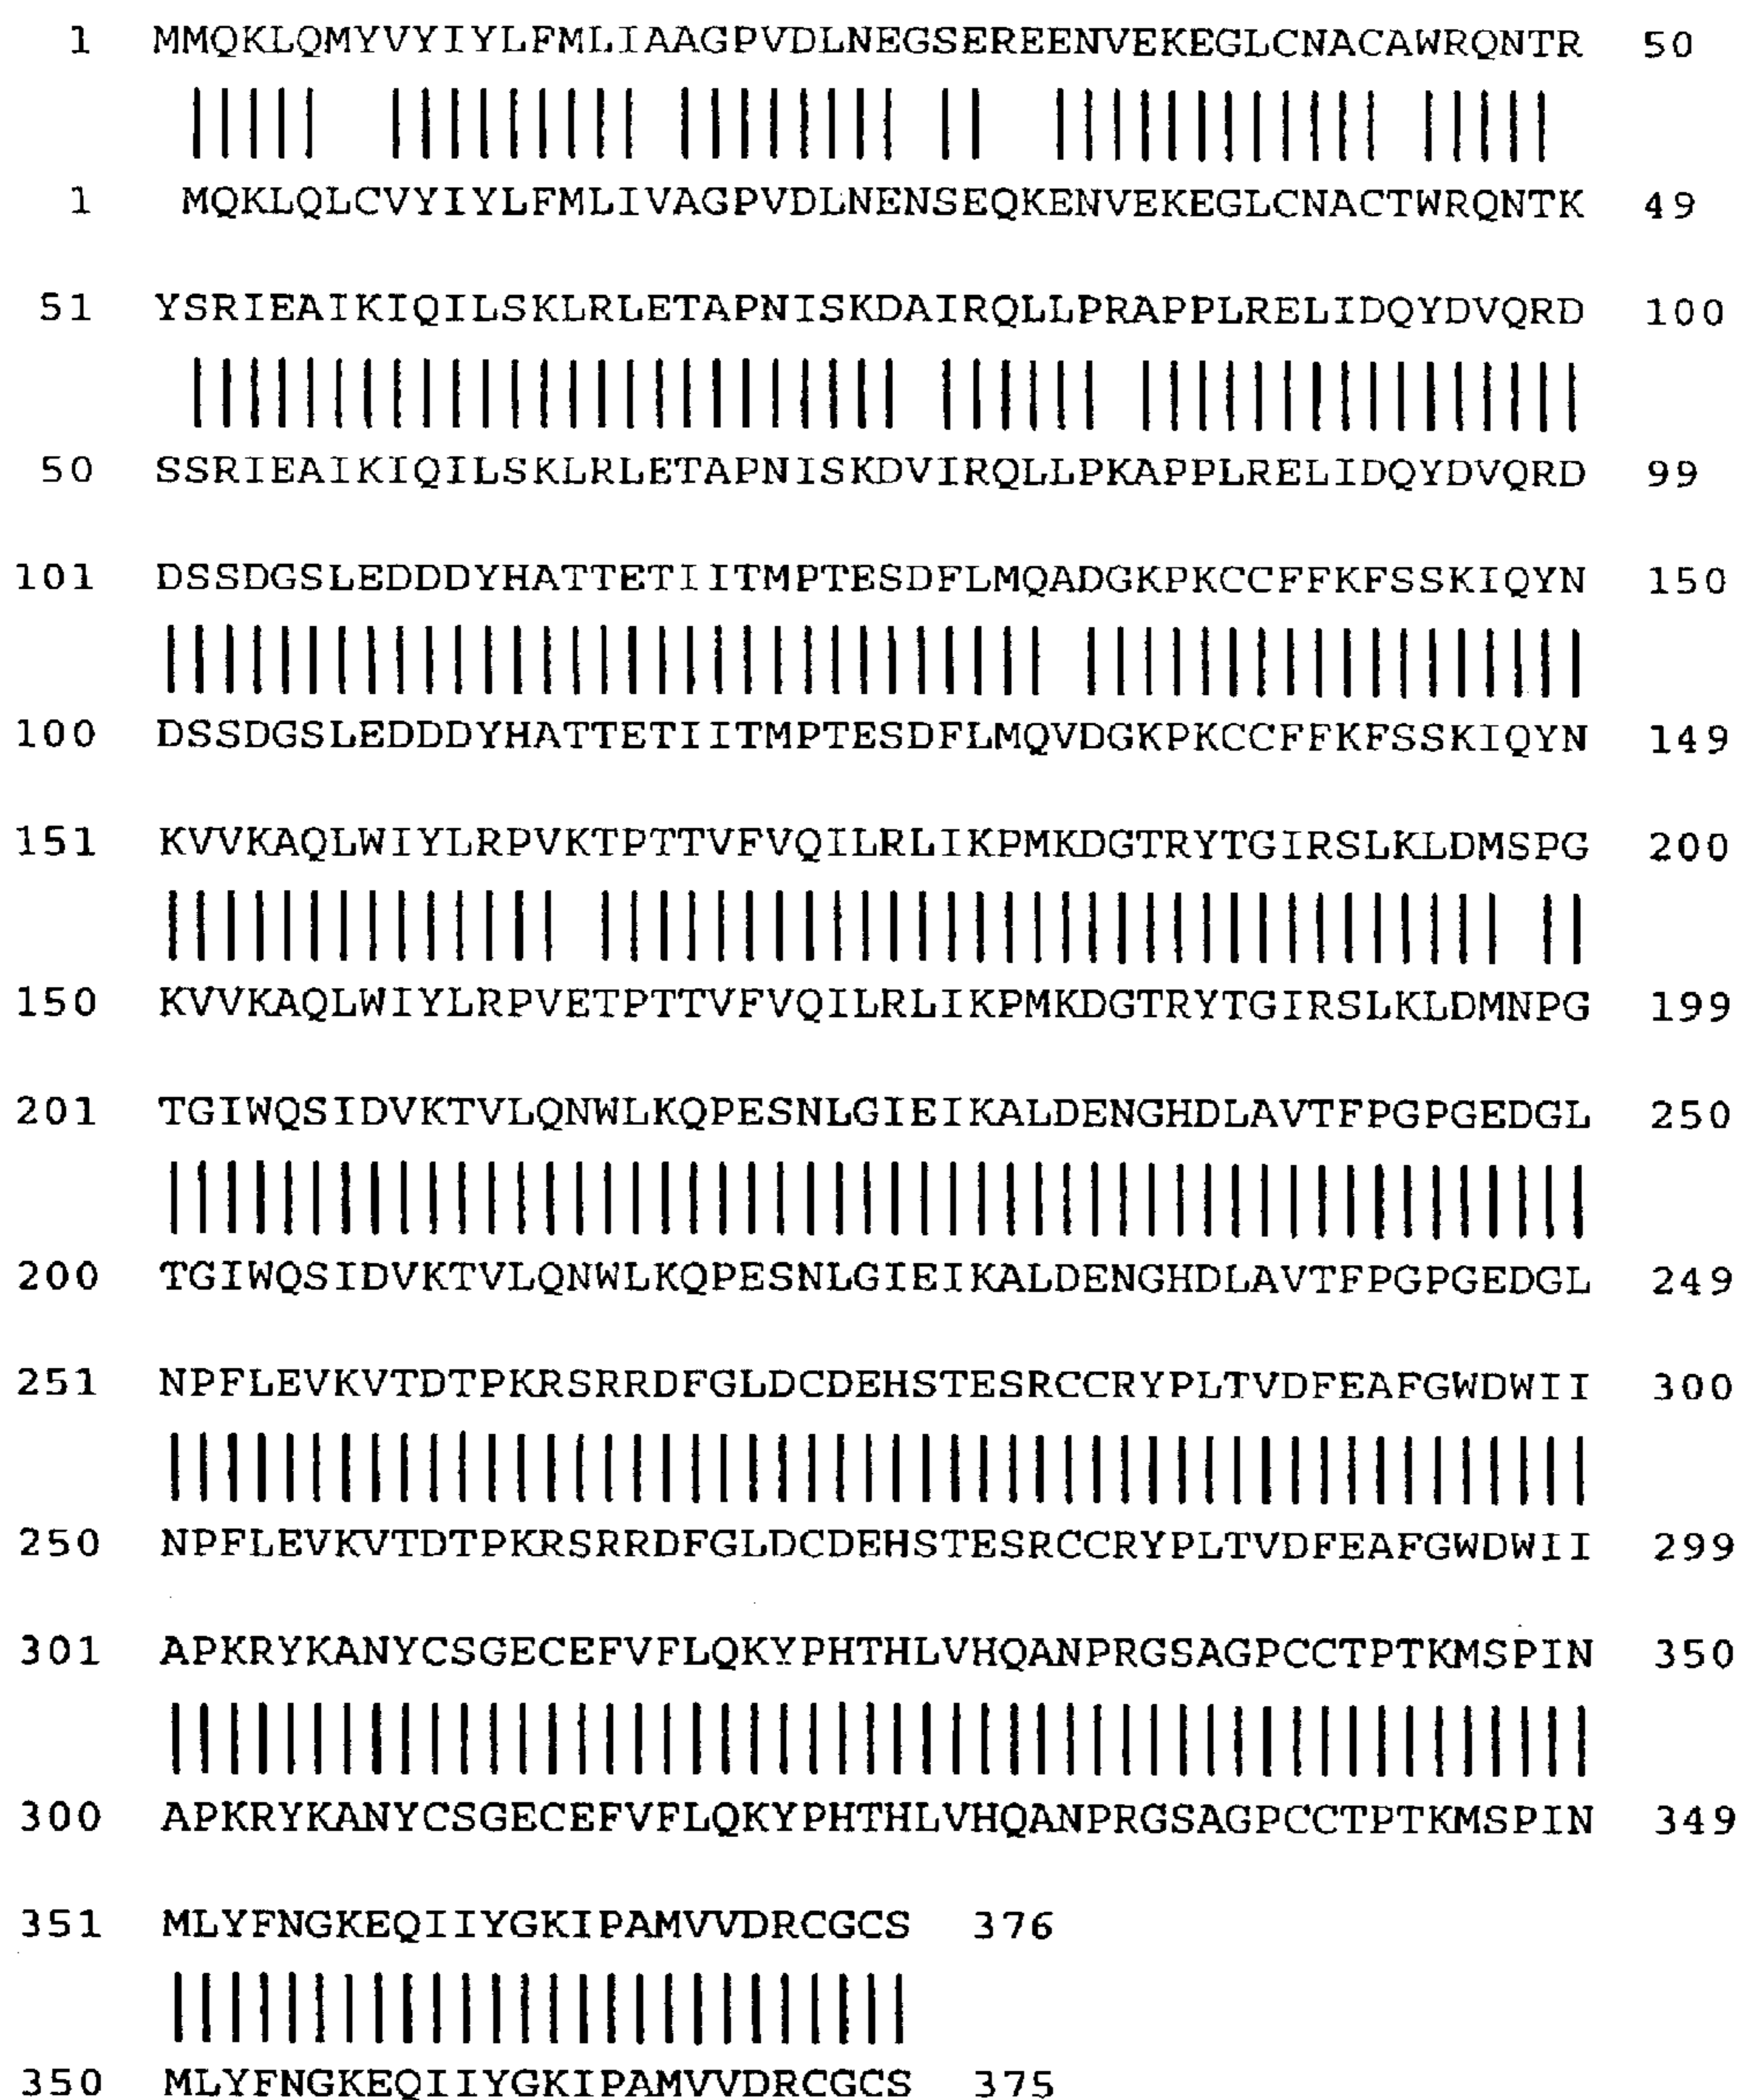 1 MMQKLQMYVYIYLFMLIAAGPVDLNEGSEREENVEKEGLCNACAWRQNTR 50
1 MQKLQLCVYIYLFMLIVAGPVDLNENSEQKENVEKEGLCNACTWRQNTK 49
51 YSRIEAIKIQILSKLRLETAPNISKDAIRQLLPRAPPLRELIDQYDVQRD 100
50 SSRIEAIKIQILSKLRLETAPNISKDVIRQLLPKAPPLRELIDQYDVQRD 99
101 DSSDGSLEDDDYHATTETIITMPTESDFLMQADGKPKCCFFKFSSKIQYN 150
100 DSSDGSLEDDDYHATTETIITMPTESDFLMQVDGKPKCCFFKFSSKIQYN 149
151 KVVKAQLWIYLRPVKTPTTVFVQILRLIKPMKDGTRYTGIRSLKLDMSPG 200
150 KVVKAQLWIYLRPVETPTTVFVQILRLIKPMKDGTRYTGIRSLKLDMNPG 199
201 TGIWQSIDVKTVLQNWLKQPESNLGIEIKALDENGHDLAVTFPGPGEDGL 250
200 TGIWQSIDVKTVLQNWLKQPESNLGIEIKALDENGHDLAVTFPGPGEDGL 249
251 NPFLEVKVTDTPKRSRRDFGLDCDEHSTESRCCRYPLTVDFEAFGWDWII 300
250 NPFLEVKVTDTPKRSRRDFGLDCDEHSTESRCCRYPLTVDFEAFGWDWII 299
301 APKRYKANYCSGECEFVFLQKYPHTHLVHQANPRGSAGPCCTPTKMSPIN 350
300 APKRYKANYCSGECEFVFLQKYPHTHLVHQANPRGSAGPCCTPTKMSPIN 349
351 MLYFNGKEQIIYGKIPAMVVDRCGCS 376
350 MLYFNGKEQIIYGKIPAMVVDRCGCS 375